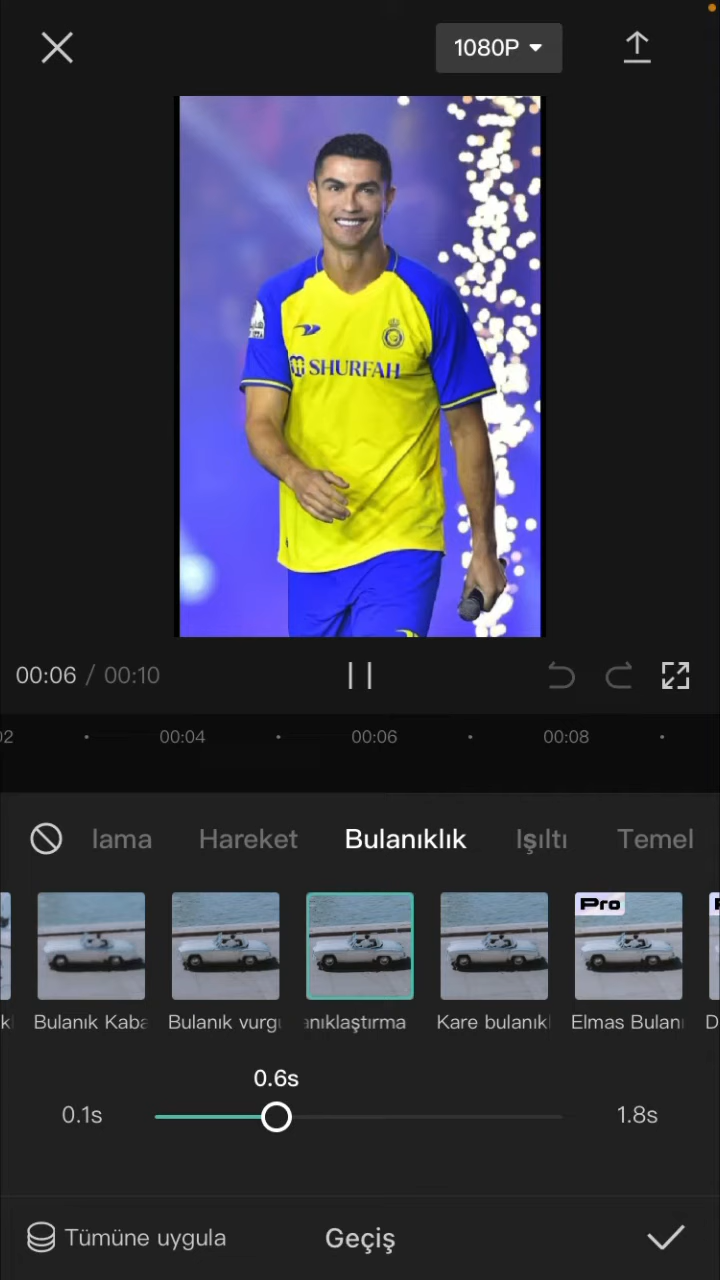 1080P
SHURFAH
00:06 / 00:10
02
00:04
00:06
00:08
lama
Hareket
Bulanıklık
Işıltı
Temel
Pro
Bulanık Kaba
Bulanık vurgu
anıklaştırma
Kare bulanıkl
Elmas Bulanı
D
0.6s
0.1s
1.8s
Tümüne uygula
Geçiş